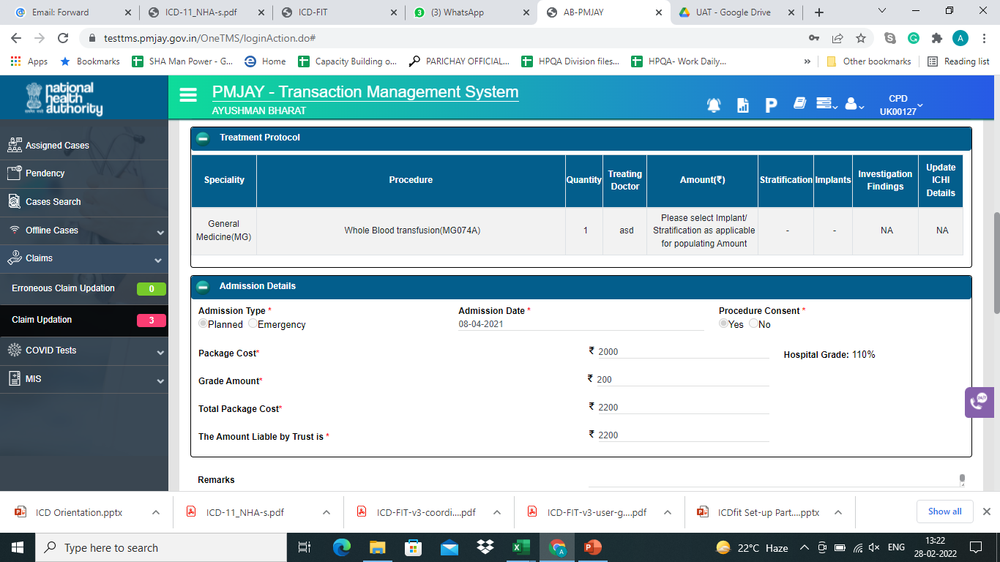 Email: Forward
ICD-11_NHA-s.pdf
ICD-FIT
3
(3) WhatsApp
AB-PMJAY
UAT - Google Drive
testtms.pmjay.gov.in/OneTMS/loginAction.do#
A
Apps
Bookmarks
SHA Man Power - G...
Home
Capacity Building o...
PARICHAY OFFICIAL...
HPQA Division files...
HPQA- Work Daily...
»
Other bookmarks
Reading list
national
health
authority
PMJAY - Transaction Management System
AYUSHMAN BHARAT
P
CPD
UK00127
Assigned Cases
Pendency
Cases Search
Offline Cases
Claims
Erroneous Claim Updation 0
Claim Updation 3
COVID Tests
MIS
Treatment Protocol
Speciality
Procedure
Quantity
Treating
Doctor
Amount(₹)
Stratification
Implants
Investigation
Findings
Update
ICHI
Details
General
Medicine(MG)
Whole Blood transfusion(MG074A)
1
asd
Please select Implant/
Stratification as applicable
for populating Amount
-
-
NA
NA
Admission Details
Admission Type *
Planned Emergency
Admission Date *
08-04-2021
Procedure Consent *
Yes No
Package Cost* ₹ 2000
Hospital Grade: 110%
Grade Amount* ₹ 200
Total Package Cost* ₹ 2200
The Amount Liable by Trust is * ₹ 2200
24/7
Remarks
ICD Orientation.pptx
ICD-11_NHA-s.pdf
ICD-FIT-v3-coordi....pdf
ICD-FIT-v3-user-g....pdf
ICDfit Set-up Part....pptx
Show all
Type here to search
22°C Haze
ENG
13:22
28-02-2022